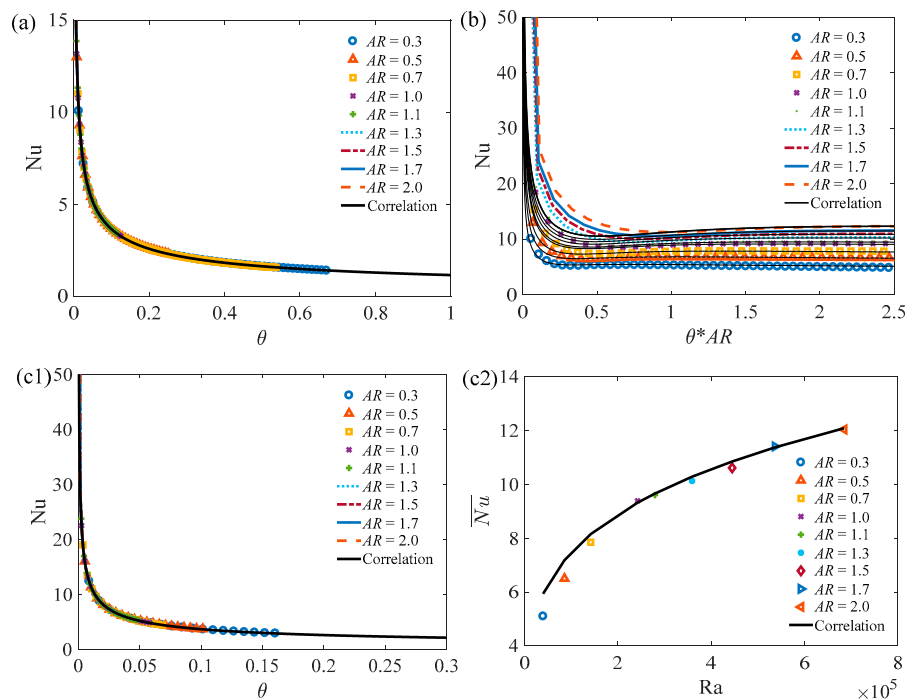 (a)
15
10
5
0
Nu
0
0.2
0.4
0.6
0.8
1
θ
AR = 0.3
AR = 0.5
AR = 0.7
AR = 1.0
AR = 1.1
AR = 1.3
AR = 1.5
AR = 1.7
AR = 2.0
Correlation
(b)
50
40
30
20
10
0
Nu
0
0.5
1
1.5
2
2.5
θ*AR
AR = 0.3
AR = 0.5
AR = 0.7
AR = 1.0
AR = 1.1
AR = 1.3
AR = 1.5
AR = 1.7
AR = 2.0
Correlation
(c1)
50
40
30
20
10
0
Nu
0
0.05
0.1
0.15
0.2
0.25
0.3
θ
AR = 0.3
AR = 0.5
AR = 0.7
AR = 1.0
AR = 1.1
AR = 1.3
AR = 1.5
AR = 1.7
AR = 2.0
Correlation
(c2)
14
12
10
8
6
4
Nu
0
2
4
6
8
Ra
×10⁵
AR = 0.3
AR = 0.5
AR = 0.7
AR = 1.0
AR = 1.1
AR = 1.3
AR = 1.5
AR = 1.7
AR = 2.0
Correlation